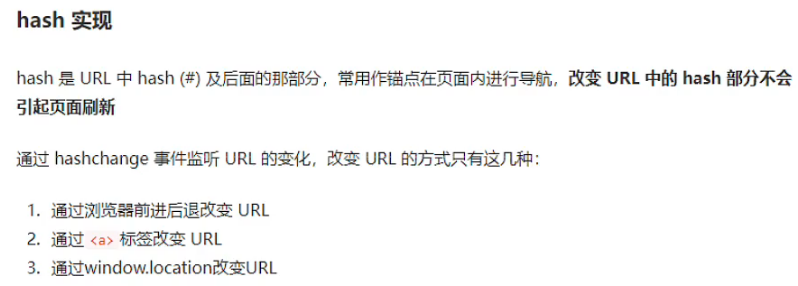 hash 实现
hash 是 URL 中 hash (#) 及后面的那部分，常用作锚点在页面内进行导航，改变 URL 中的 hash 部分不会
引起页面刷新
通过 hashchange 事件监听 URL 的变化，改变 URL 的方式只有这几种：
1. 通过浏览器前进后退改变 URL
2. 通过 <a> 标签改变 URL
3. 通过window.location改变URL